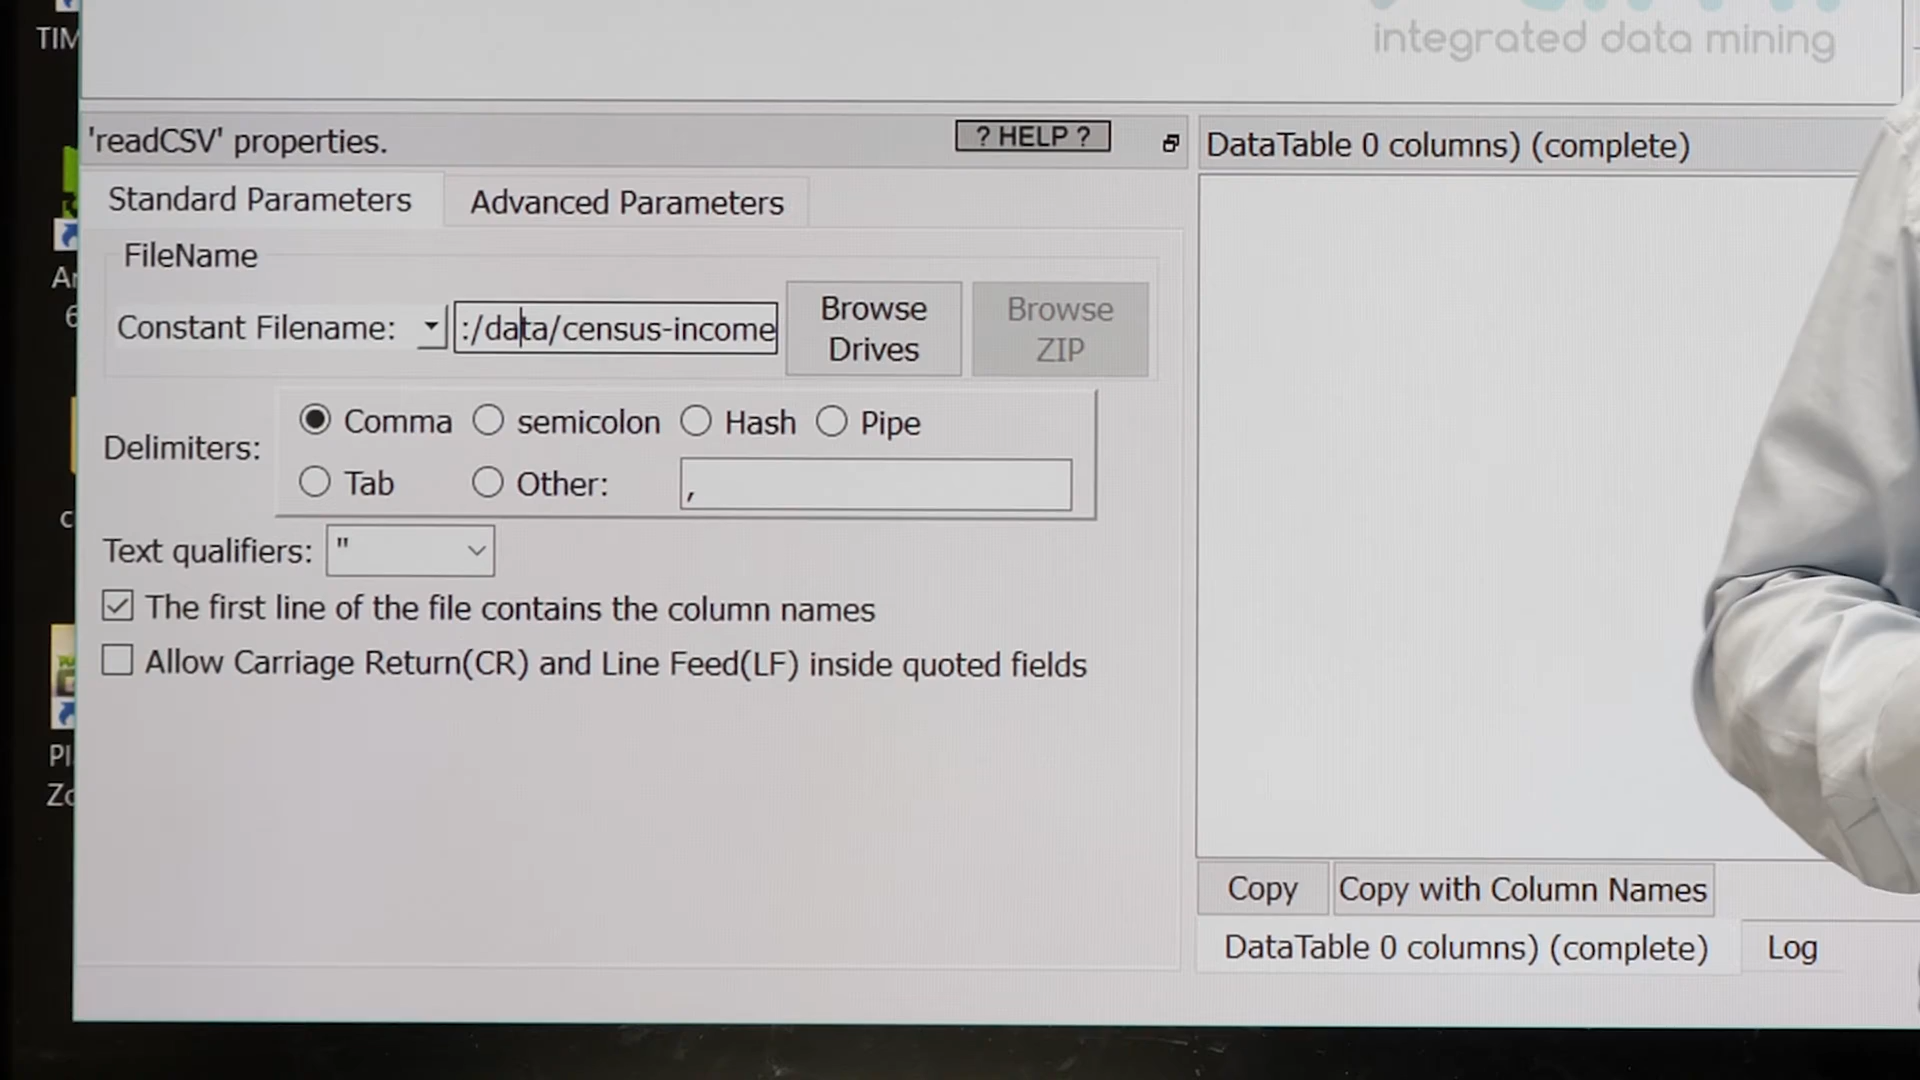 TIM
integrated data mining
'readCSV' properties.
? HELP ?
DataTable 0 columns) (complete)
Standard Parameters
Advanced Parameters
FileName
Constant Filename:
:/data/census-income
Browse
Drives
Browse
ZIP
Delimiters:
Comma
semicolon
Hash
Pipe
Tab
Other:
,
Text qualifiers:
"
The first line of the file contains the column names
Allow Carriage Return(CR) and Line Feed(LF) inside quoted fields
Copy
Copy with Column Names
DataTable 0 columns) (complete)
Log